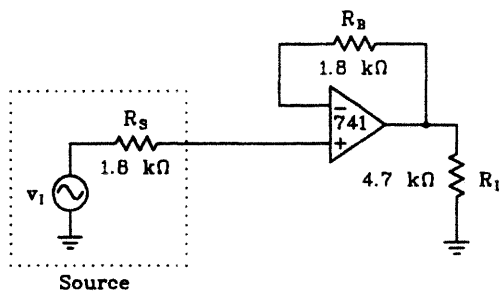 R_B
1.8 kΩ
−
741
+
R_S
1.8 kΩ
v_I
4.7 kΩ
R_L
Source